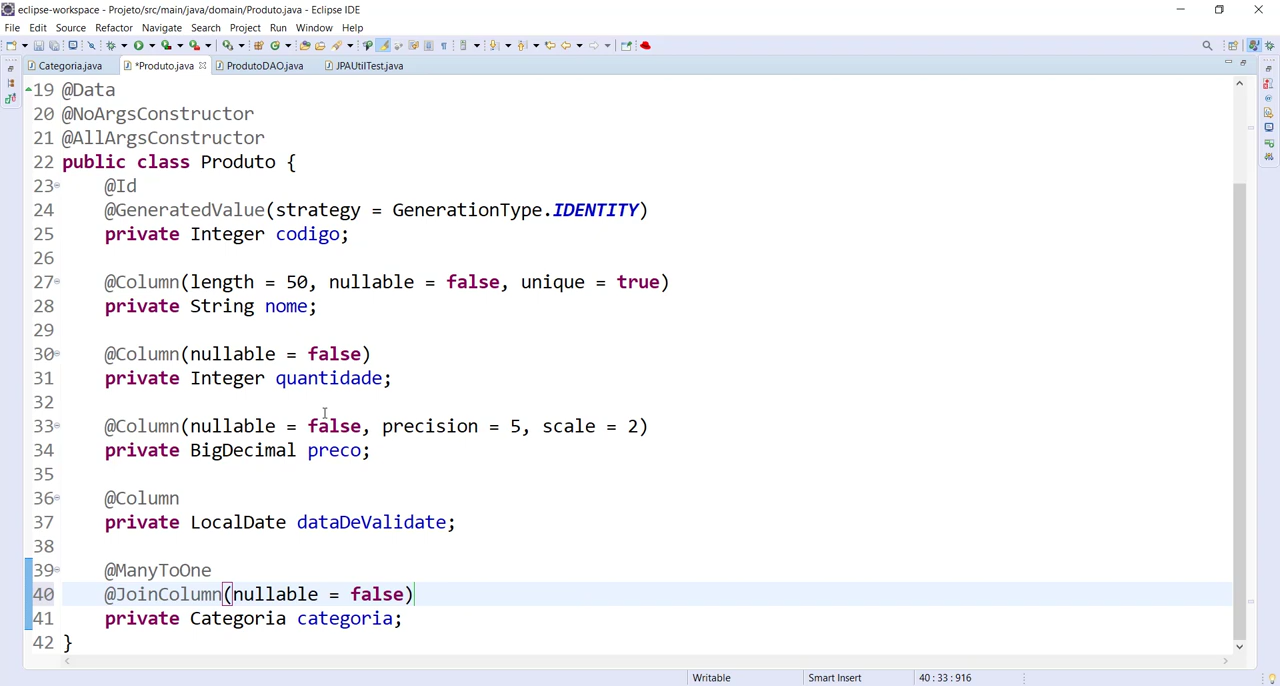 eclipse-workspace - Projeto/src/main/java/domain/Produto.java - Eclipse IDE
File Edit Source Refactor Navigate Search Project Run Window Help
Categoria.java *Produto.java ProdutoDAO.java JPAUtilTest.java
19 @Data
20 @NoArgsConstructor
21 @AllArgsConstructor
22 public class Produto {
23 @Id
24 @GeneratedValue(strategy = GenerationType.IDENTITY)
25 private Integer codigo;
26
27 @Column(length = 50, nullable = false, unique = true)
28 private String nome;
29
30 @Column(nullable = false)
31 private Integer quantidade;
32
33 @Column(nullable = false, precision = 5, scale = 2)
34 private BigDecimal preco;
35
36 @Column
37 private LocalDate dataDeValidate;
38
39 @ManyToOne
40 @JoinColumn(nullable = false)
41 private Categoria categoria;
42 }
Writable Smart Insert 40 : 33 : 916